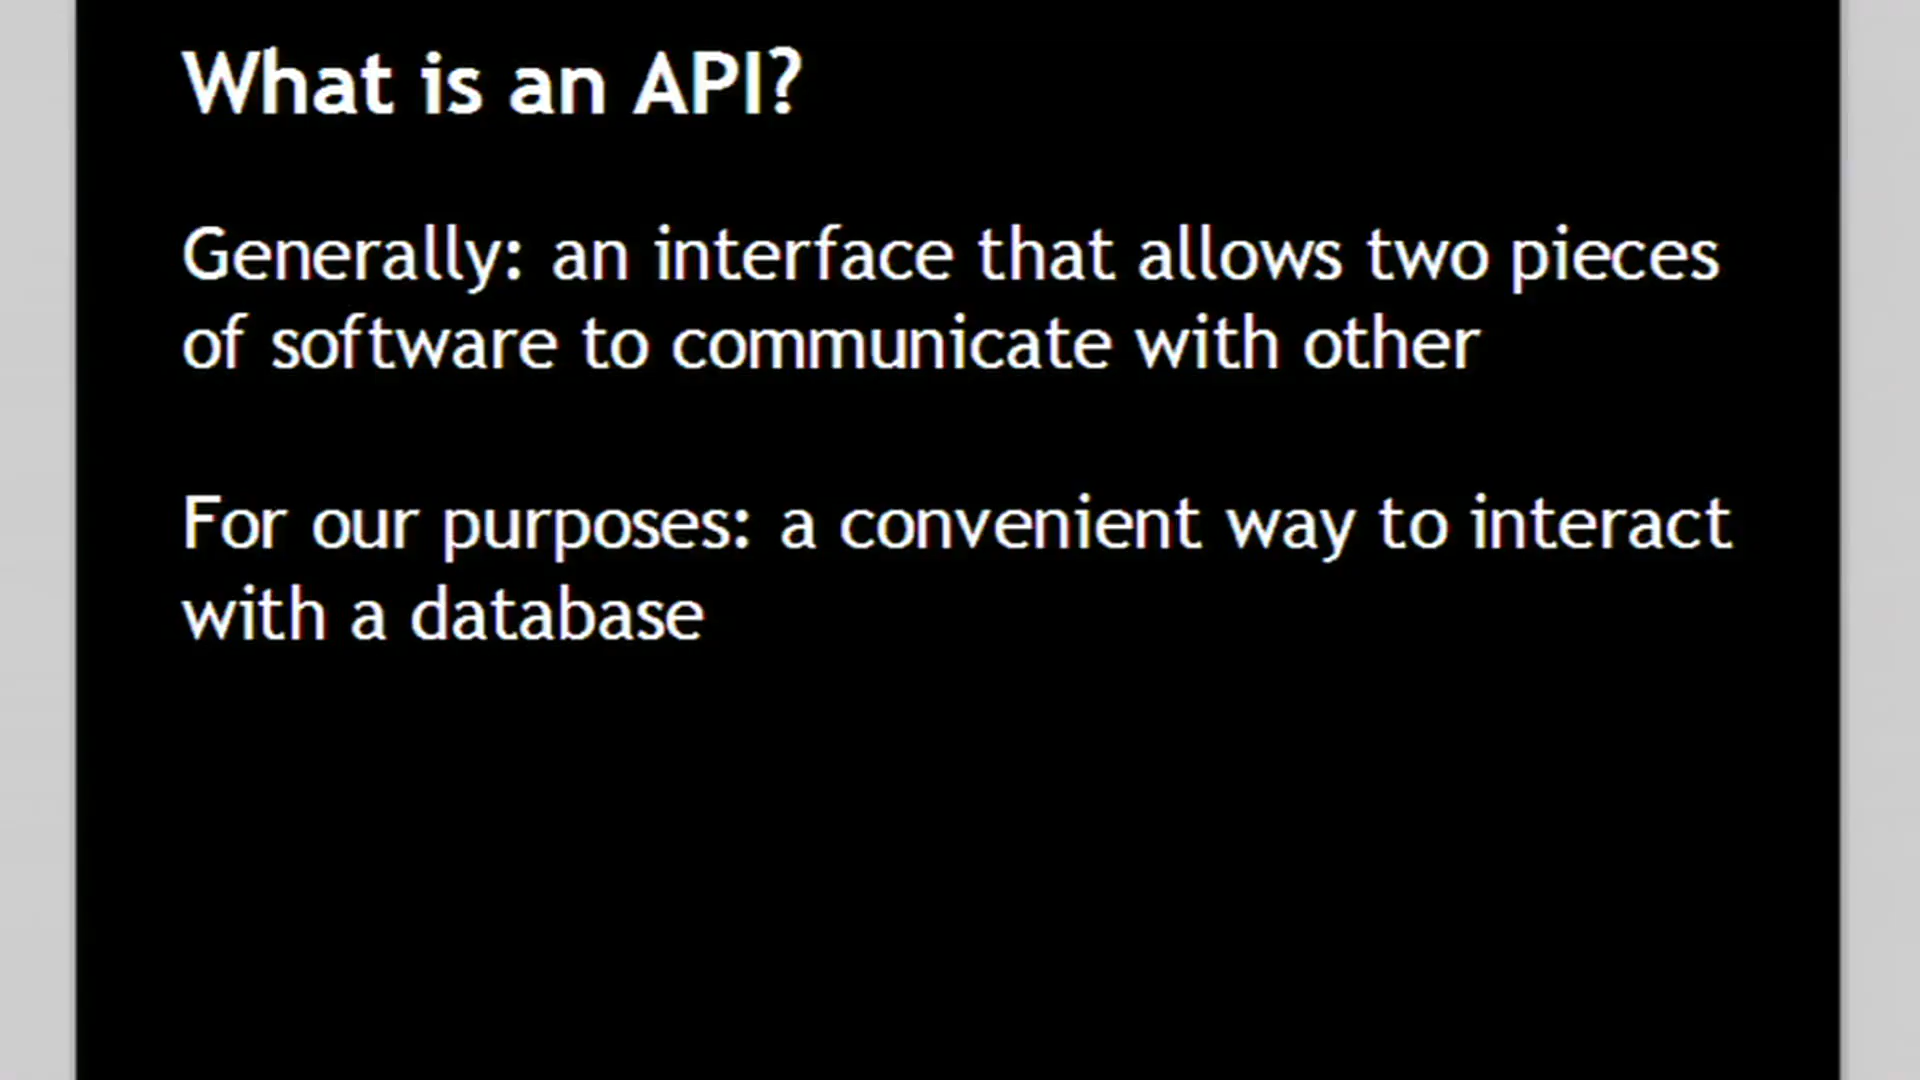 What is an API?
Generally: an interface that allows two pieces
of software to communicate with other
For our purposes: a convenient way to interact
with a database